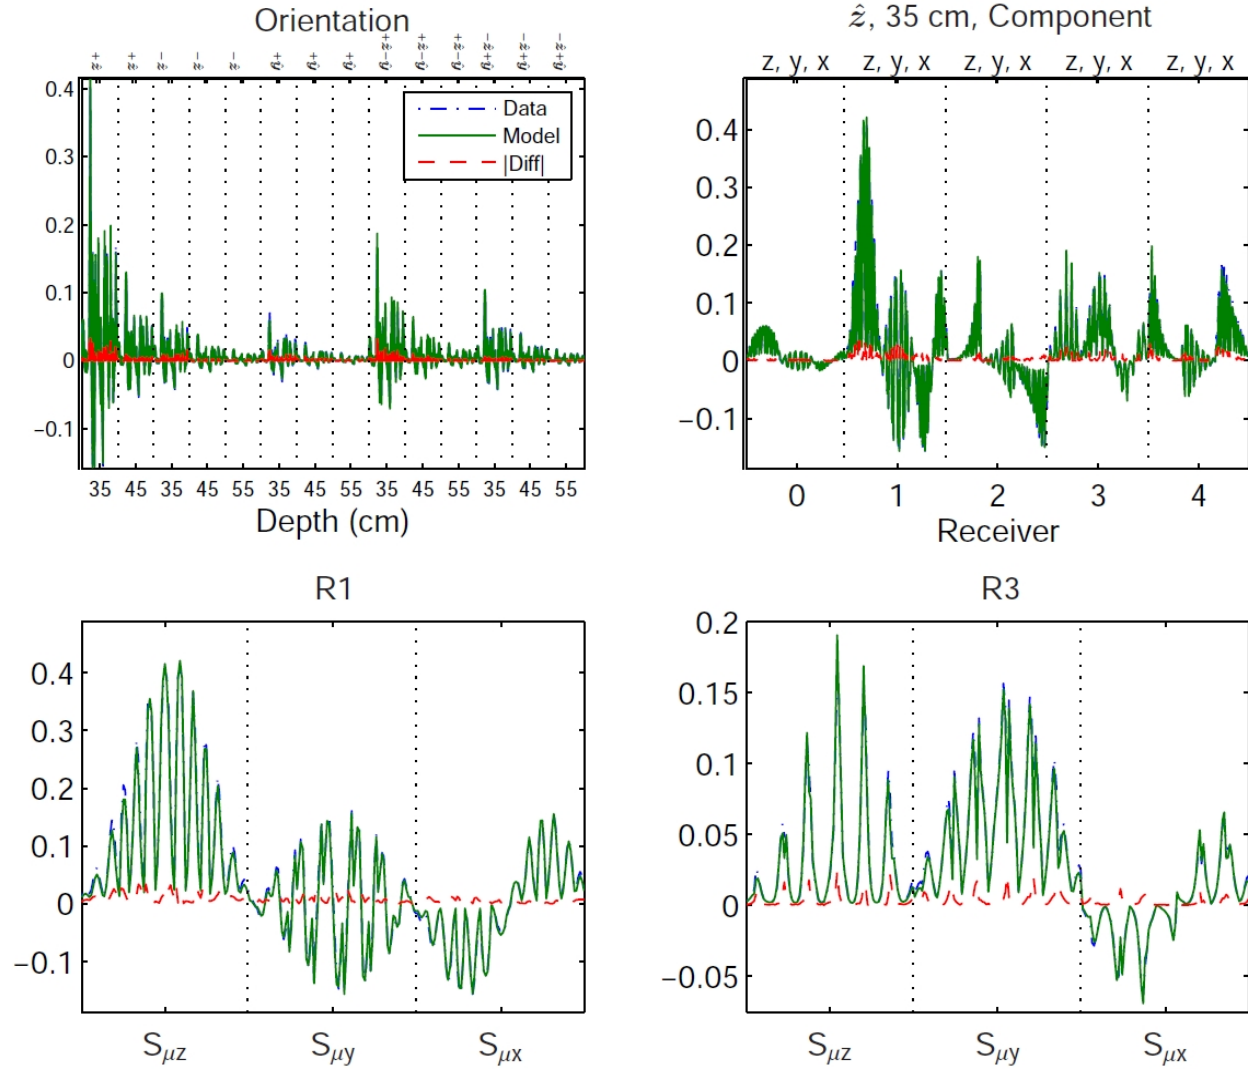 Orientation
ẑ+ ẑ+ ẑ− ẑ− ẑ− ŷ+ ŷ+ ŷ+ ŷ−ẑ+ ŷ−ẑ+ ŷ−ẑ+ ŷ+ẑ− ŷ+ẑ− ŷ+ẑ−
0.4
0.3
0.2
0.1
0
−0.1
Data
Model
|Diff|
35 45 35 45 55 35 45 55 35 45 55 35 45 55
Depth (cm)
ẑ, 35 cm, Component
z, y, x z, y, x z, y, x z, y, x z, y, x
0.4
0.3
0.2
0.1
0
−0.1
0 1 2 3 4
Receiver
R1
0.4
0.3
0.2
0.1
0
−0.1
Sμz Sμy Sμx
R3
0.2
0.15
0.1
0.05
0
−0.05
Sμz Sμy Sμx